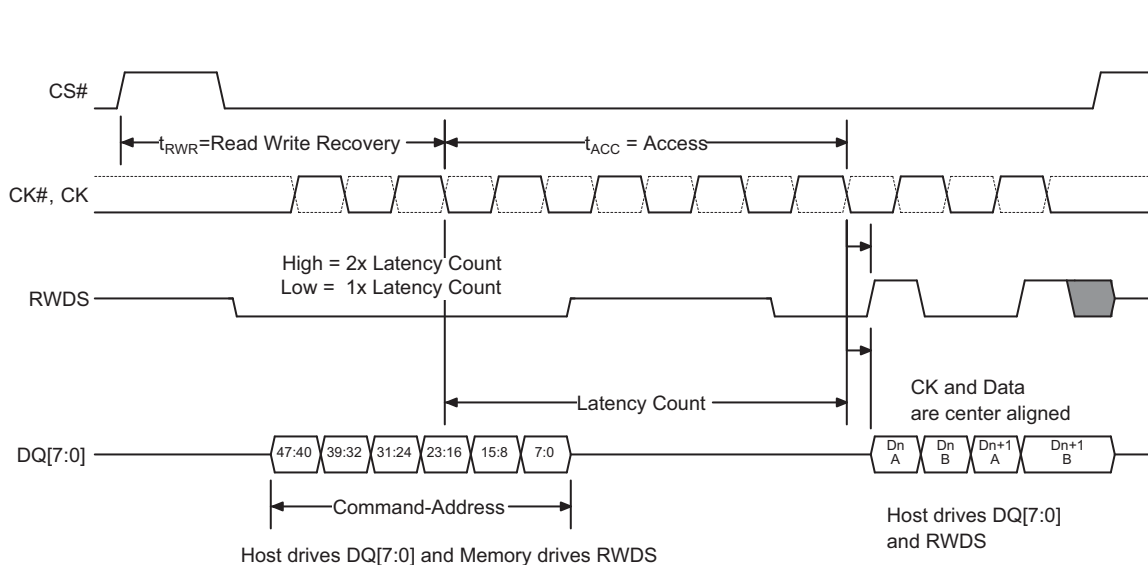 CS#
t_RWR=Read Write Recovery
t_ACC = Access
CK#, CK
High = 2x Latency Count
Low = 1x Latency Count
RWDS
CK and Data
are center aligned
Latency Count
DQ[7:0]
47:40
39:32
31:24
23:16
15:8
7:0
Dn
A
Dn
B
Dn+1
A
Dn+1
B
Command-Address
Host drives DQ[7:0]
and RWDS
Host drives DQ[7:0] and Memory drives RWDS